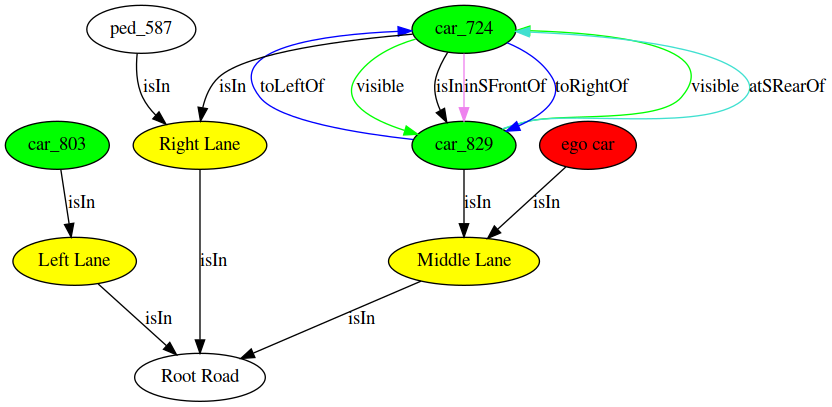 ped_587
car_724
isIn
isIn
toLeftOf
visible
isIn
inSFrontOf
toRightOf
visible
atSRearOf
car_803
Right Lane
car_829
ego car
isIn
isIn
isIn
isIn
Left Lane
Middle Lane
isIn
isIn
Root Road